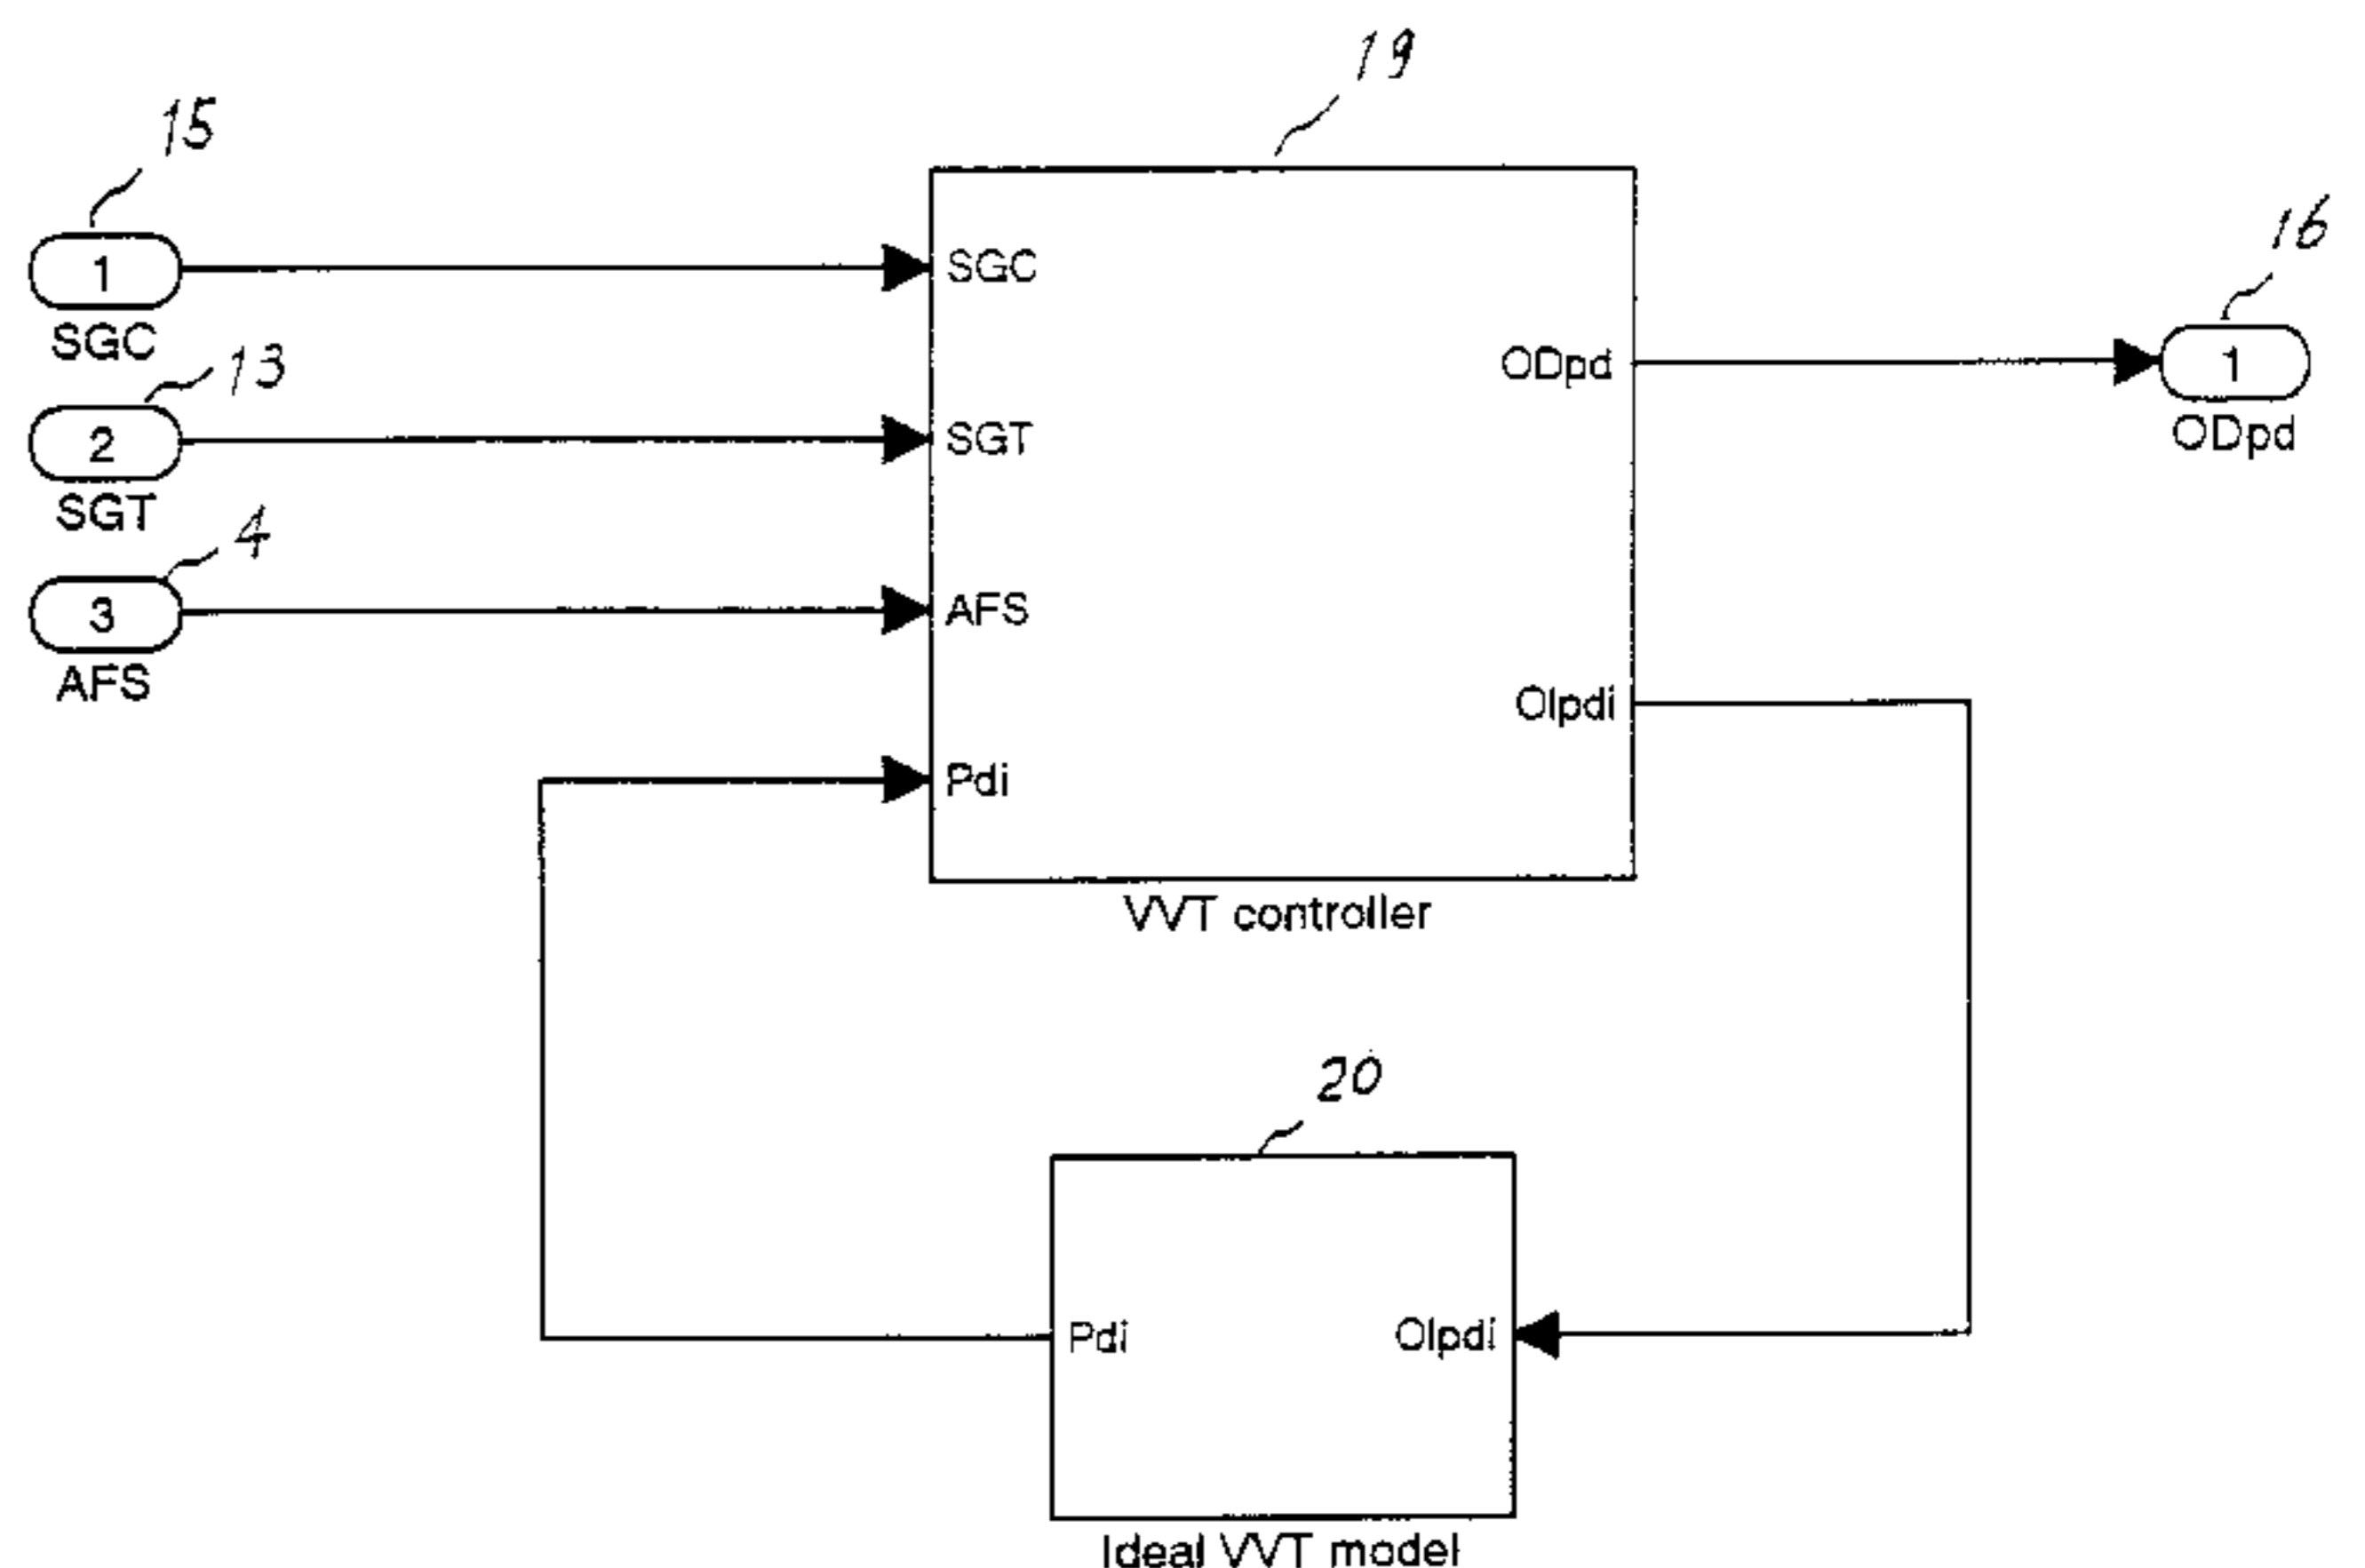 19
15
16
1
SGC
SGC
13
ODpd
1
ODpd
2
SGT
SGT
4
3
AFS
AFS
Olpdi
Pdi
VVT controller
20
Pdi
Olpdi
Ideal VVT model